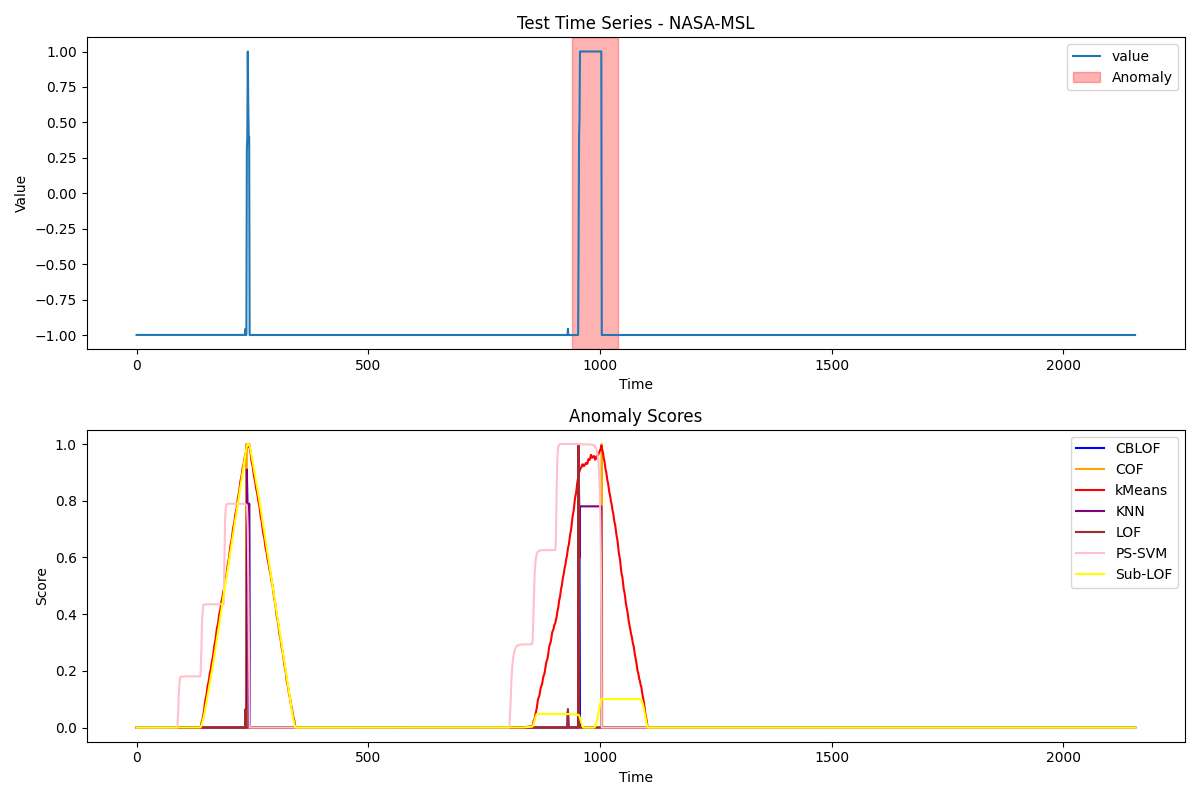 Test Time Series - NASA-MSL
1.00
0.75
0.50
0.25
0.00
−0.25
−0.50
−0.75
−1.00
Value
value
Anomaly
0
500
1000
1500
2000
Time
Anomaly Scores
1.0
0.8
0.6
0.4
0.2
0.0
Score
CBLOF
COF
kMeans
KNN
LOF
PS-SVM
Sub-LOF
0
500
1000
1500
2000
Time